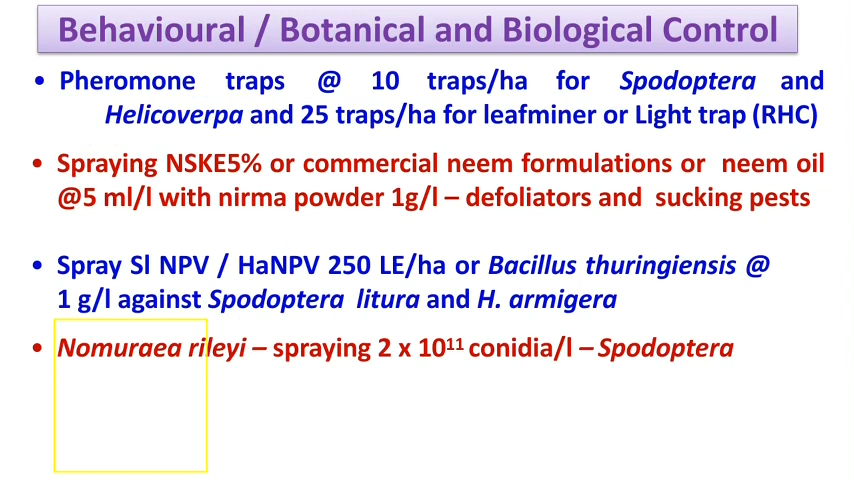 Behavioural / Botanical and Biological Control
• Pheromone traps @ 10 traps/ha for Spodoptera and
Helicoverpa and 25 traps/ha for leafminer or Light trap (RHC)
• Spraying NSKE5% or commercial neem formulations or neem oil
@5 ml/l with nirma powder 1g/l – defoliators and sucking pests
• Spray Sl NPV / HaNPV 250 LE/ha or Bacillus thuringiensis @
1 g/l against Spodoptera litura and H. armigera
• Nomuraea rileyi – spraying 2 x 10¹¹ conidia/l – Spodoptera